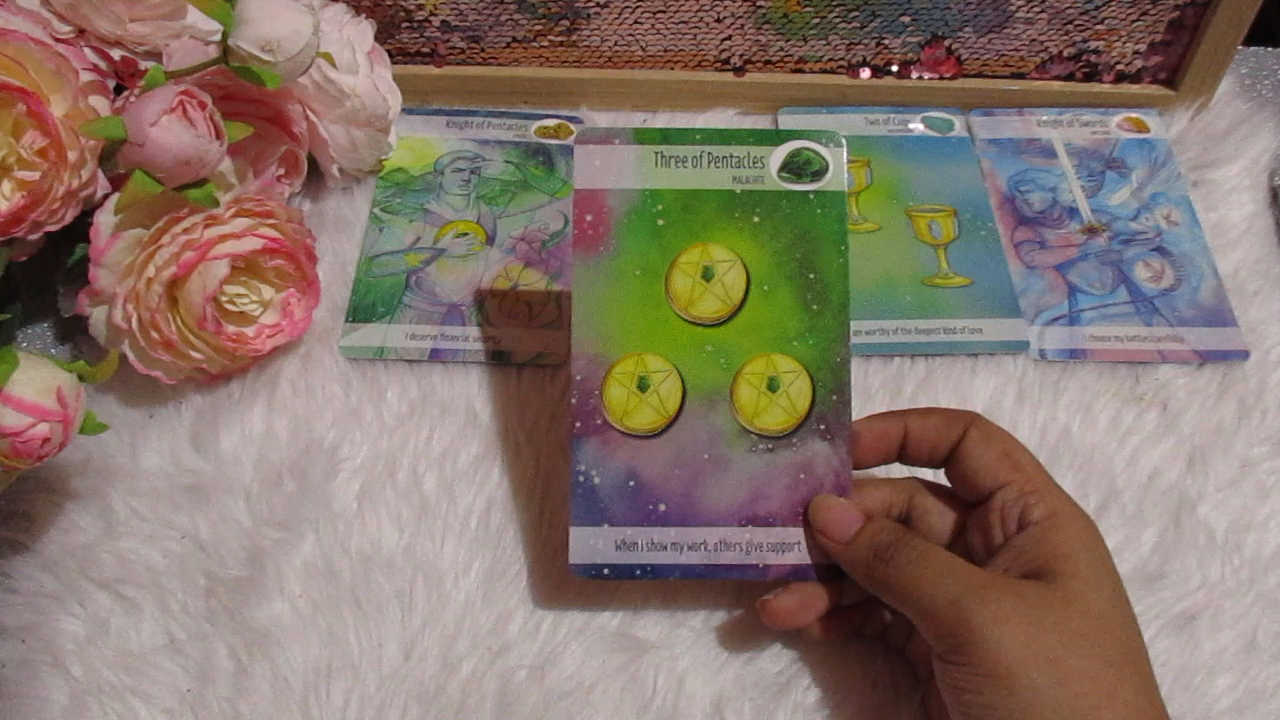 Knight of Pentacles
Three of Pentacles
MALACHITE
Two of Cups
Knight of Swords
I deserve financial security
When I show my work, others give support
am worthy of the deepest kind of love
I choose my battles carefully